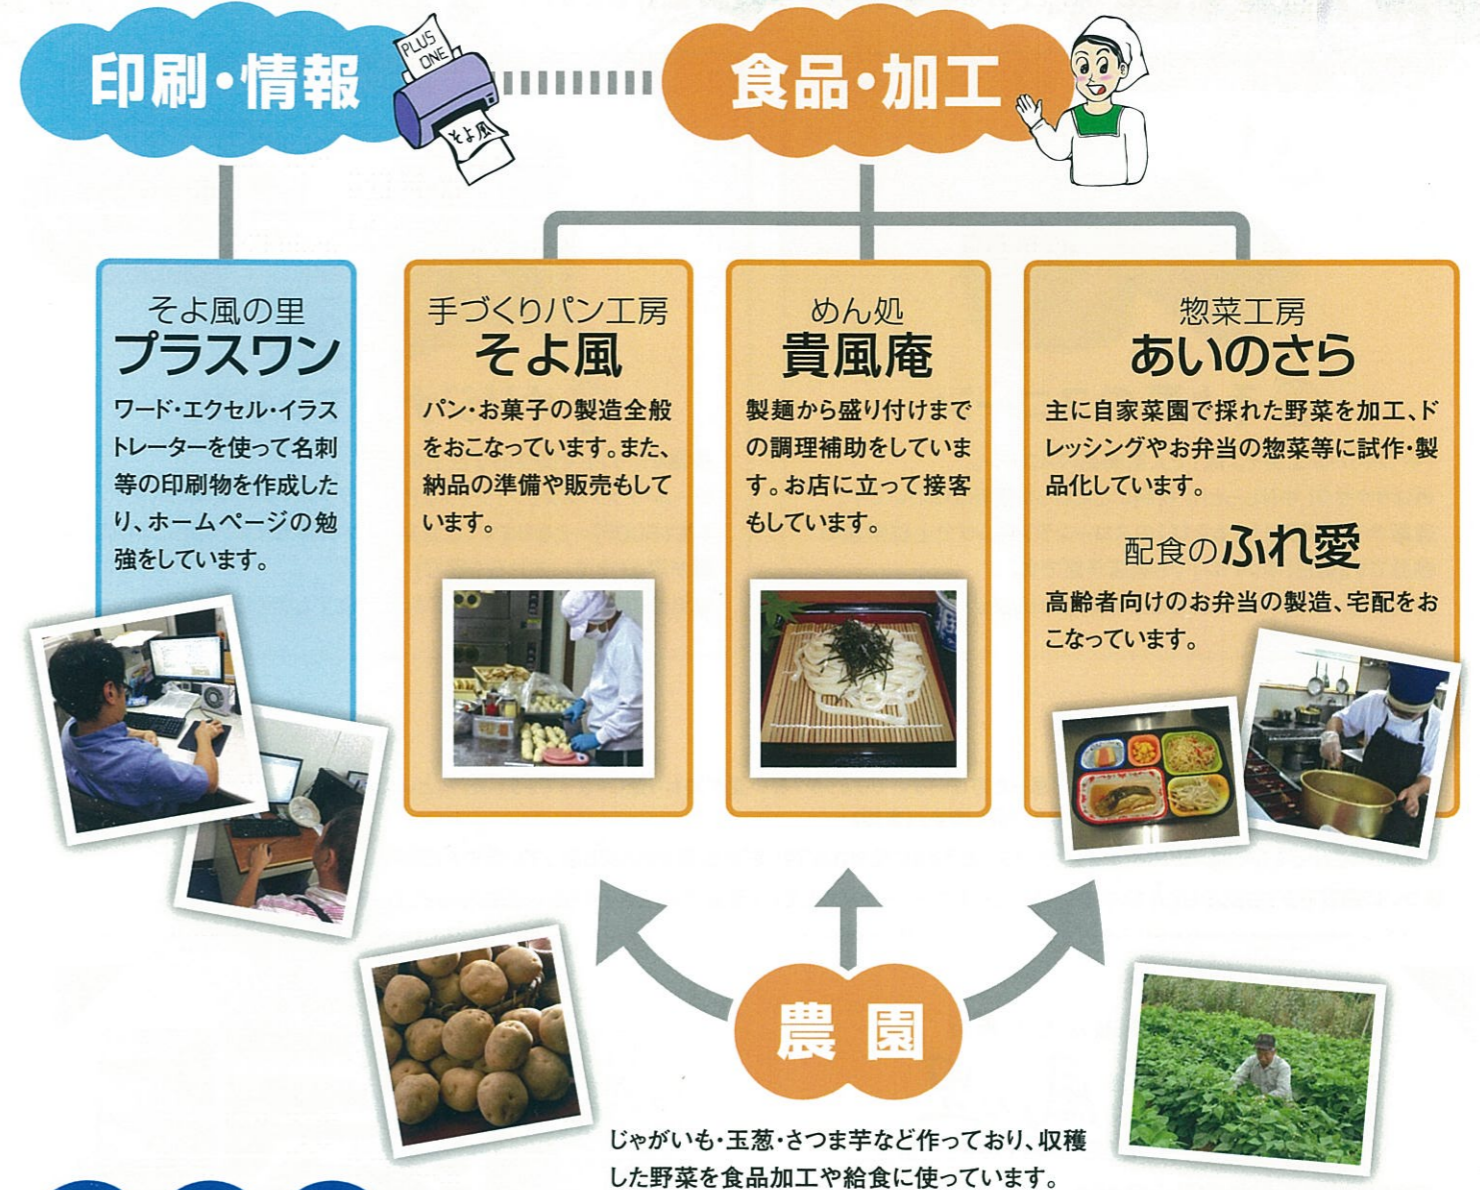 印刷・情報
PLUS
ONE
そよ風
食品・加工
そよ風の里
プラスワン
ワード・エクセル・イラス
トレーターを使って名刺
等の印刷物を作成した
り、ホームページの勉
強をしています。
手づくりパン工房
そよ風
パン・お菓子の製造全般
をおこなっています。また、
納品の準備や販売もして
います。
めん処
貴風庵
製麺から盛り付けまで
の調理補助をしていま
す。お店に立って接客
もしています。
惣菜工房
あいのさら
主に自家菜園で採れた野菜を加工、ド
レッシングやお弁当の惣菜等に試作・製
品化しています。
配食のふれ愛
高齢者向けのお弁当の製造、宅配をお
こなっています。
農園
じゃがいも・玉葱・さつま芋など作っており、収穫
した野菜を食品加工や給食に使っています。